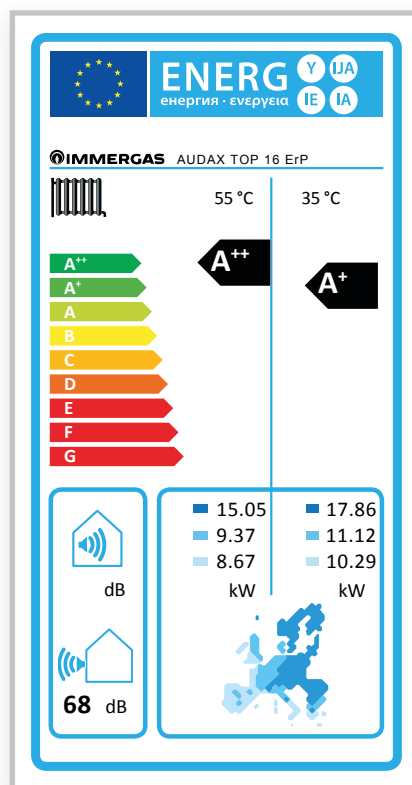 ENERG Y IJA
енергия · ενεργεια IE IA
IMMERGAS AUDAX TOP 16 ErP
55 °C 35 °C
A++ A++
A+ A+
A
B
C
D
E
F
G
15.05 17.86
9.37 11.12
8.67 10.29
dB kW kW
68 dB